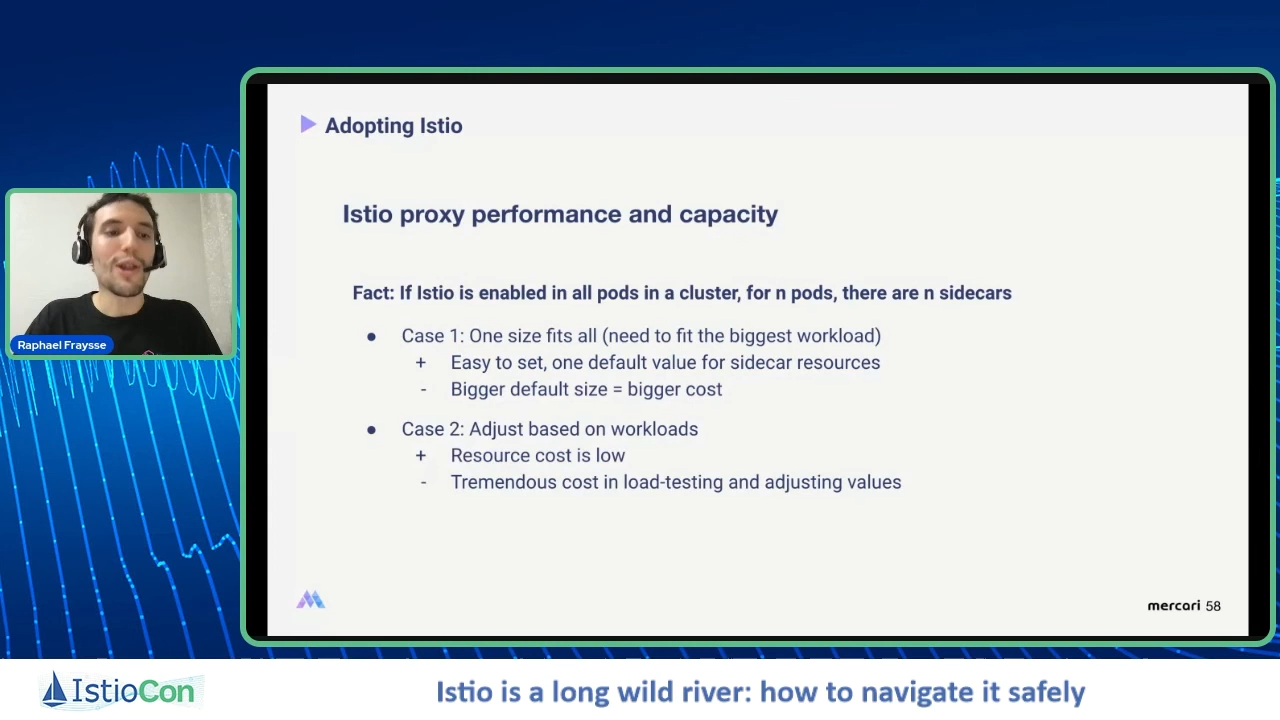 Adopting Istio
Istio proxy performance and capacity
Fact: If Istio is enabled in all pods in a cluster, for n pods, there are n sidecars
● Case 1: One size fits all (need to fit the biggest workload)
+ Easy to set, one default value for sidecar resources
- Bigger default size = bigger cost
● Case 2: Adjust based on workloads
+ Resource cost is low
- Tremendous cost in load-testing and adjusting values
mercari 58
Raphael Fraysse
IstioCon
Istio is a long wild river: how to navigate it safely